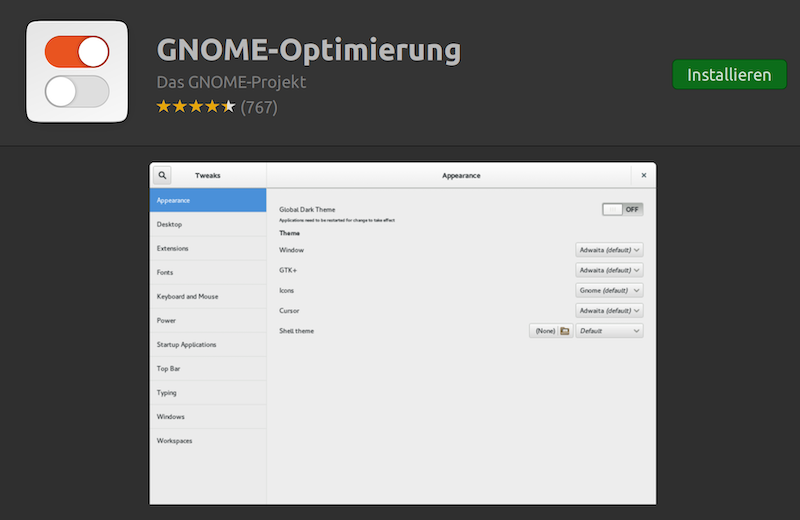 GNOME-Optimierung
Das GNOME-Projekt
(767)
Installieren
Tweaks
Appearance
Appearance
Desktop
Extensions
Fonts
Keyboard and Mouse
Power
Startup Applications
Top Bar
Typing
Windows
Workspaces
Global Dark Theme OFF
Applications need to be restarted for change to take effect
Theme
Window Adwaita (default)
GTK+ Adwaita (default)
Icons Gnome (default)
Cursor Adwaita (default)
Shell theme (None) Default